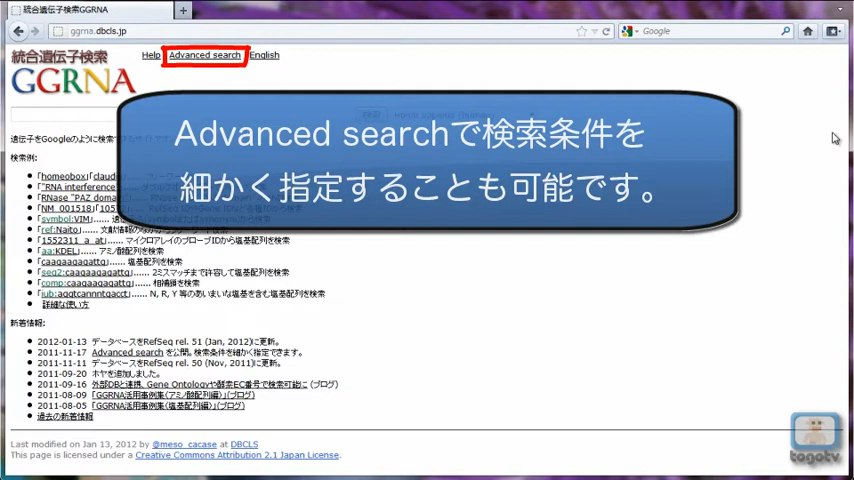 統合遺伝子検索GGRNA
ggrna.dbcls.jp
Google
統合遺伝子検索
GGRNA
Help Advanced search English
Advanced searchで検索条件を
細かく指定することも可能です。
遺伝子をGoogleのように検索
検索例:
「homeobox」「claud
「"RNA interference
RNase "PAZ doma
「NM_001518」「105
「symbol:VIM」......
「ref:Naito」......
「1552311_a_at」...... マイクロアレイのプローブIDから塩基配列を検索
「aa:KDEL」...... アミノ酸配列を検索
「caagaagagattg」...... 塩基配列を検索
「seq2:caagaagagattg」...... 2ミスマッチまで許容して塩基配列を検索
「comp:caagaagagattg」...... 相補鎖を検索
「iub:aggtcannntgacct」...... N, R, Y 等のあいまいな塩基を含む塩基配列を検索
詳細な使い方
新着情報:
2012-01-13 データベースをRefSeq rel. 51 (Jan, 2012)に更新。
2011-11-17 Advanced search を公開。検索条件を細かく指定できます。
2011-11-15 データベースをRefSeq rel. 50 (Nov, 2011)に更新。
2011-09-20 ホヤを追加しました。
2011-09-16 外部DBと連携、Gene Ontologyや酵素EC番号で検索可能に (ブログ)
2011-08-09 「GGRNA活用事例集（アミノ酸配列編）」(ブログ)
2011-08-05 「GGRNA活用事例集（塩基配列編）」(ブログ)
過去の新着情報
Last modified on Jan 13, 2012 by @meso_cacase at DBCLS
This page is licensed under a Creative Commons Attribution 2.1 Japan License.
togotv